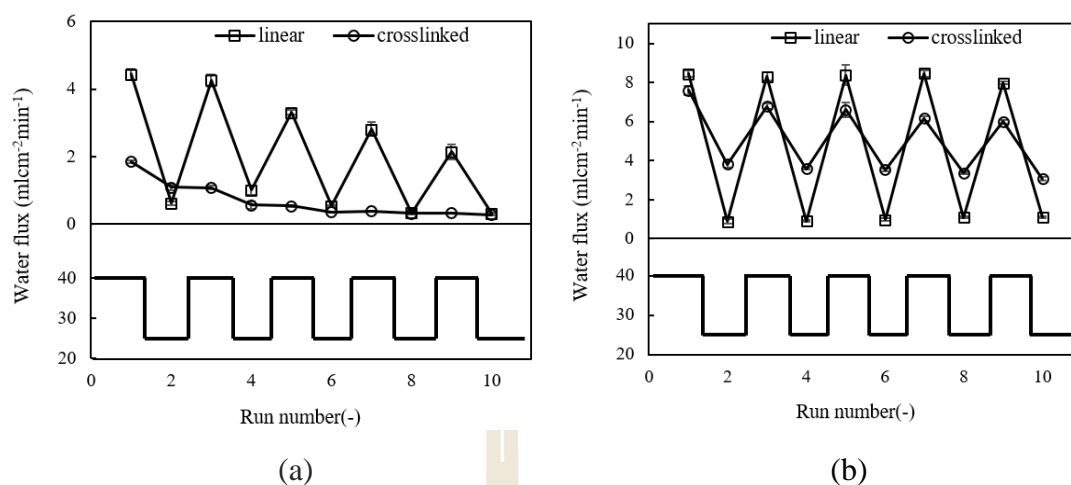 6
4
2
0
40
30
20
0 2 4 6 8 10
Water flux (mlcm⁻²min⁻¹)
linear crosslinked
Run number(-)
(a)
10
8
6
4
2
0
40
30
20
0 2 4 6 8 10
Water flux (mlcm⁻²min⁻¹)
linear crosslinked
Run number(-)
(b)